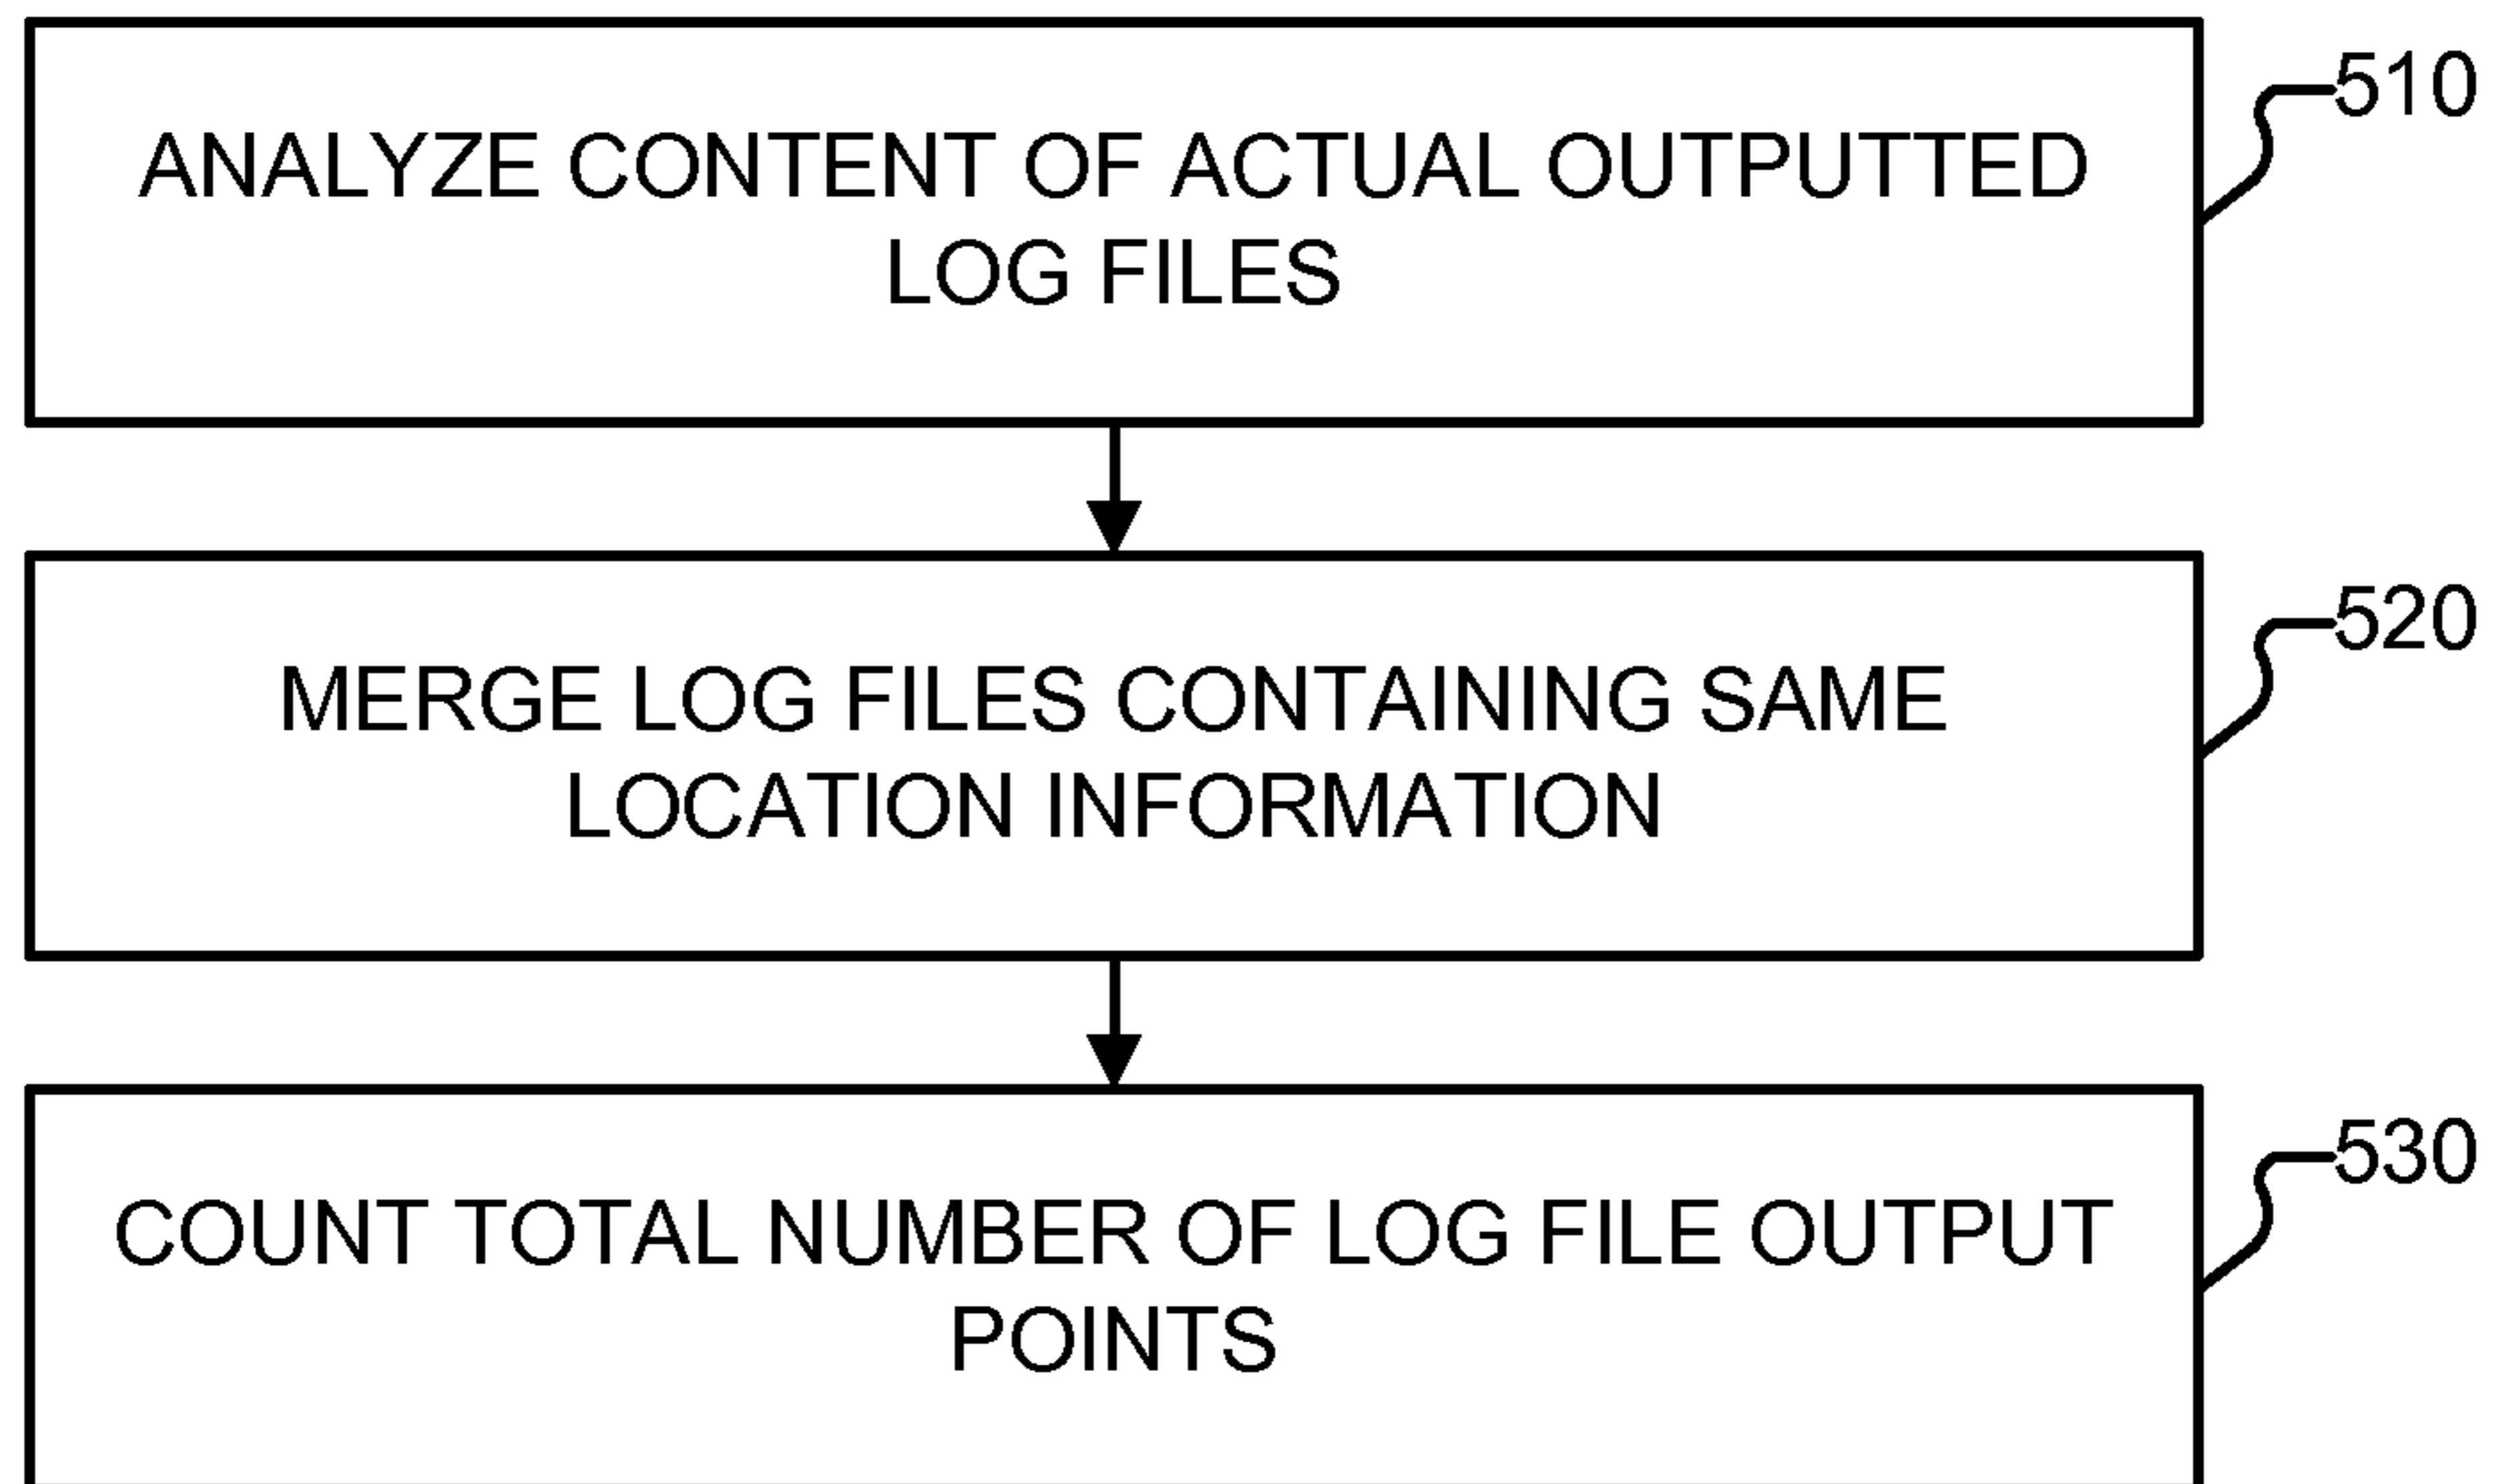 510
ANALYZE CONTENT OF ACTUAL OUTPUTTED
LOG FILES
520
MERGE LOG FILES CONTAINING SAME
LOCATION INFORMATION
530
COUNT TOTAL NUMBER OF LOG FILE OUTPUT
POINTS